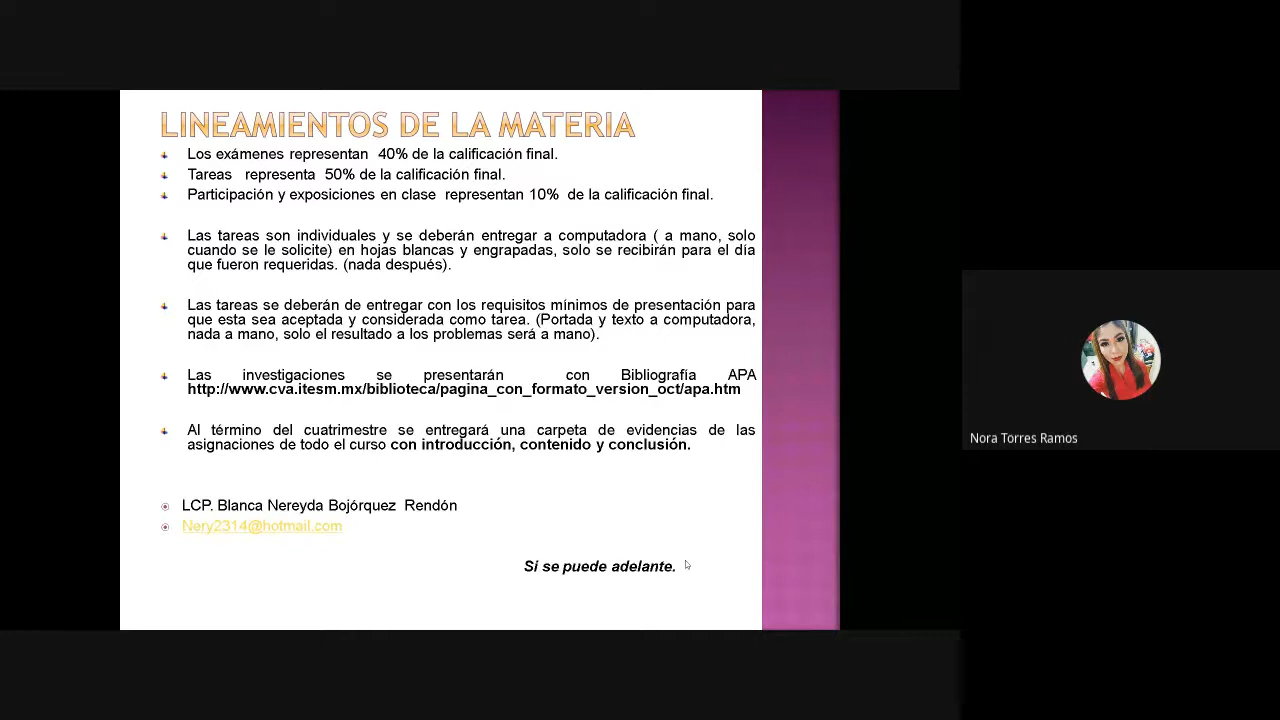 LINEAMIENTOS DE LA MATERIA
Los exámenes representan 40% de la calificación final.
Tareas representa 50% de la calificación final.
Participación y exposiciones en clase representan 10% de la calificación final.
Las tareas son individuales y se deberán entregar a computadora ( a mano, solo
cuando se le solicite) en hojas blancas y engrapadas, solo se recibirán para el día
que fueron requeridas. (nada después).
Las tareas se deberán de entregar con los requisitos mínimos de presentación para
que esta sea aceptada y considerada como tarea. (Portada y texto a computadora,
nada a mano, solo el resultado a los problemas será a mano).
Las investigaciones se presentarán con Bibliografía APA
http://www.cva.itesm.mx/biblioteca/pagina_con_formato_version_oct/apa.htm
Al término del cuatrimestre se entregará una carpeta de evidencias de las
asignaciones de todo el curso con introducción, contenido y conclusión.
LCP. Blanca Nereyda Bojórquez Rendón
Nery2314@hotmail.com
Si se puede adelante.
Nora Torres Ramos